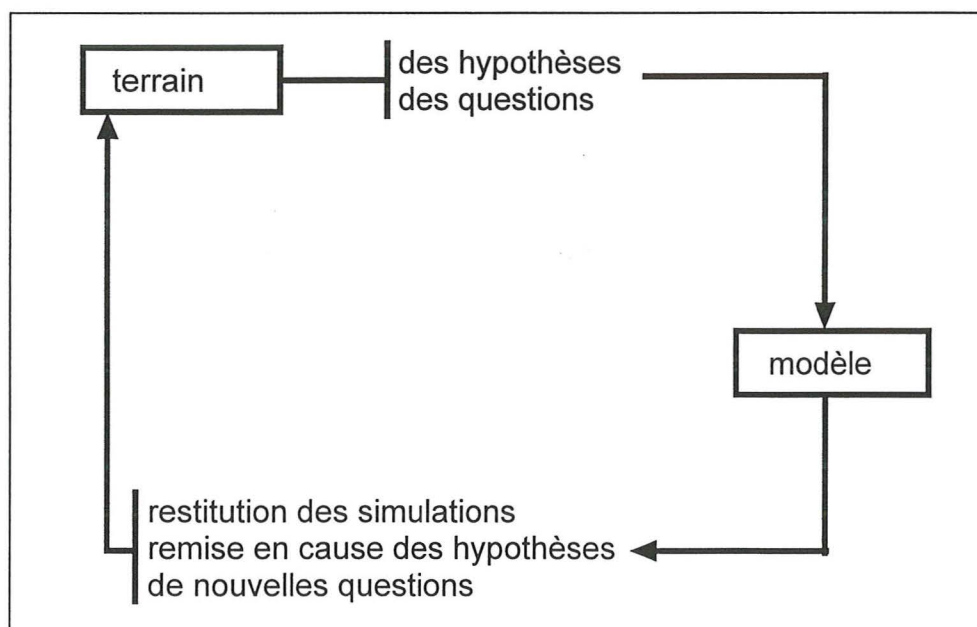 terrain
des hypothèses
des questions
modèle
restitution des simulations
remise en cause des hypothèses
de nouvelles questions